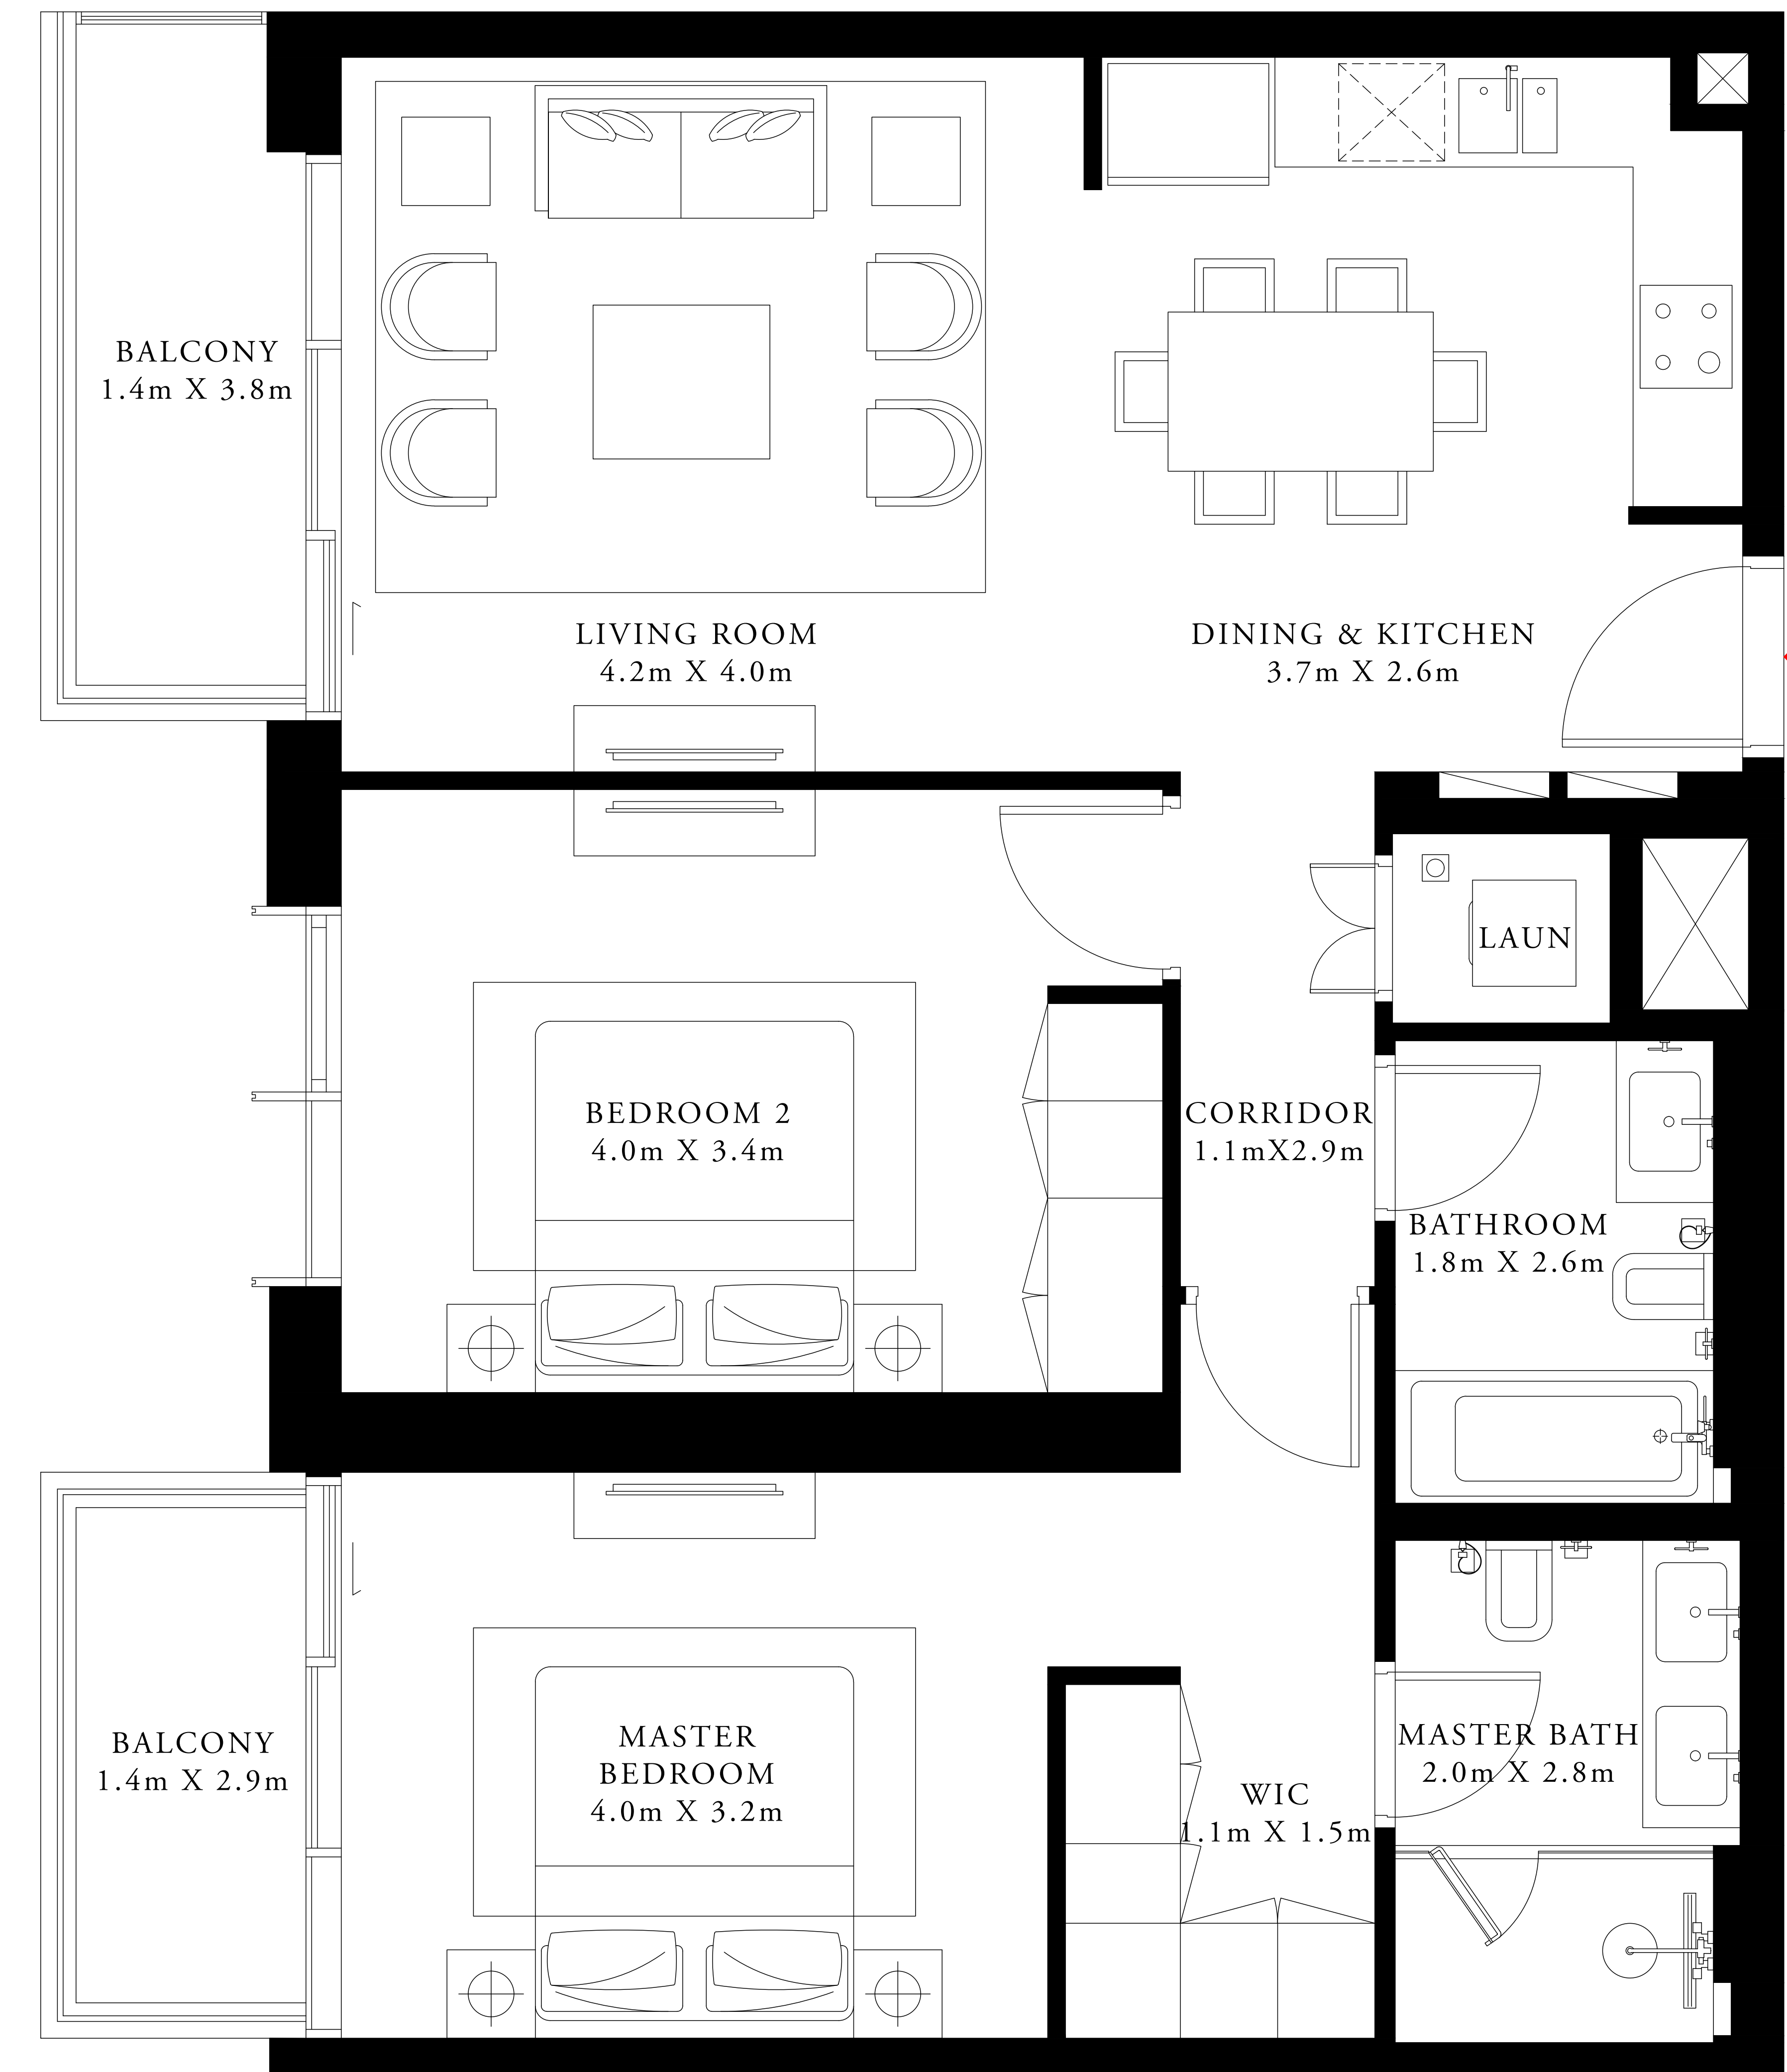 BALCONY
1.4m X 3.8m
LIVING ROOM
4.2m X 4.0m
DINING & KITCHEN
3.7m X 2.6m
LAUN
BEDROOM 2
4.0m X 3.4m
CORRIDOR
1.1mX2.9m
BATHROOM
1.8m X 2.6m
BALCONY
1.4m X 2.9m
MASTER
BEDROOM
4.0m X 3.2m
WIC
1.1m X 1.5m
MASTER BATH
2.0m X 2.8m